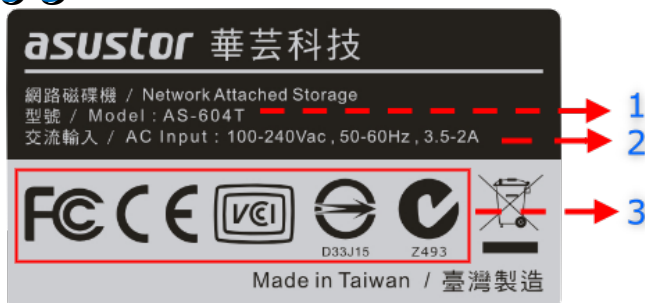 asustor 華芸科技
網路磁碟機 / Network Attached Storage
型號 / Model : AS-604T
交流輸入 / AC Input : 100-240Vac , 50-60Hz , 3.5-2A
1
2
FC CE VCI
D33J15 Z493
3
Made in Taiwan / 臺灣製造